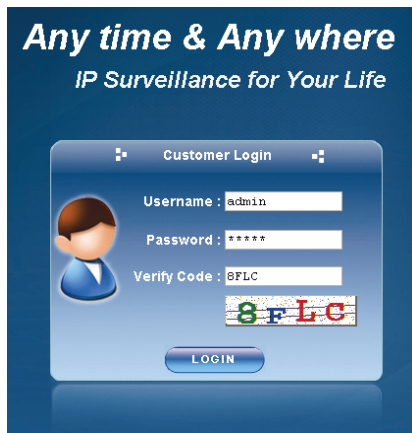 Any time & Any where
IP Surveillance for Your Life
Customer Login
Username : admin
Password : *****
Verify Code : 8FLC
8FLC
LOGIN